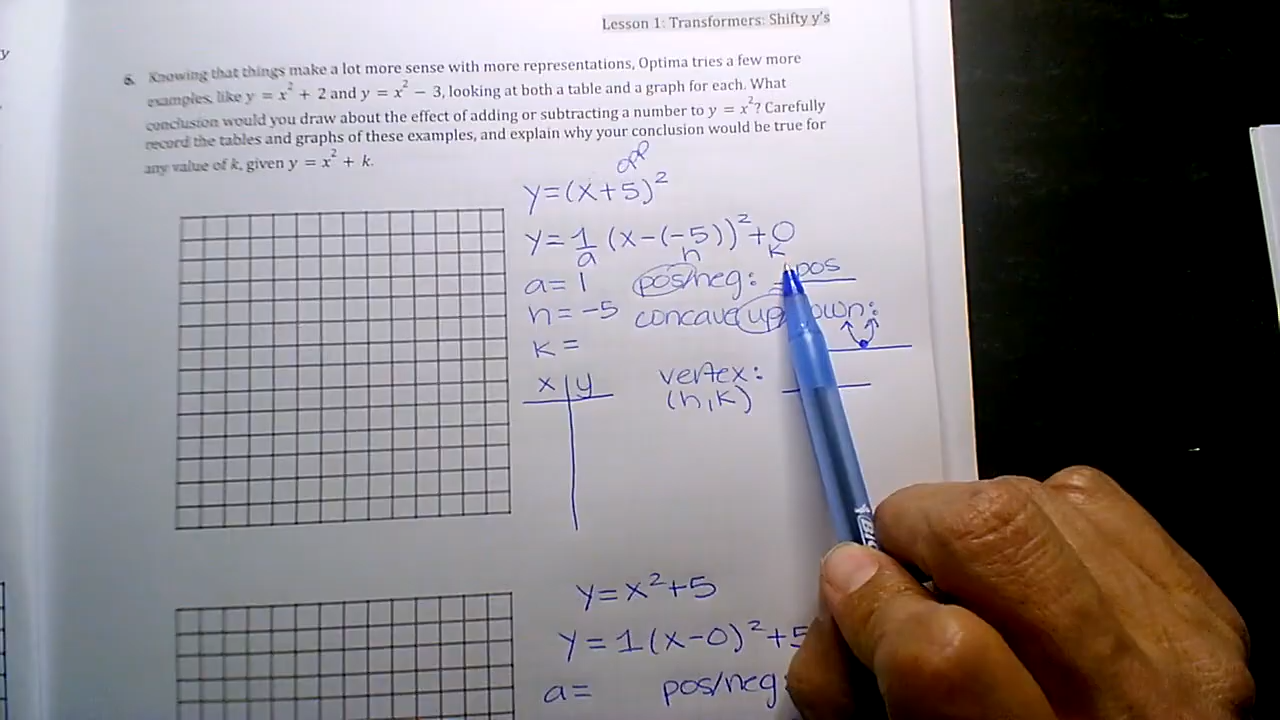 Lesson 1: Transformers: Shifty y's
y
6. Knowing that things make a lot more sense with more representations, Optima tries a few more
examples, like y = x² + 2 and y = x² − 3, looking at both a table and a graph for each. What
conclusion would you draw about the effect of adding or subtracting a number to y = x²? Carefully
record the tables and graphs of these examples, and explain why your conclusion would be true for
any value of k, given y = x² + k.
opp
y=(x+5)²
y=1(x-(-5))²+0
a h k
a=1 pos/neg: pos
h=-5 concave up own:
k=
x y vertex:
(h,k)
y=x²+5
y=1(x-0)²+5
a= pos/neg:
BIC